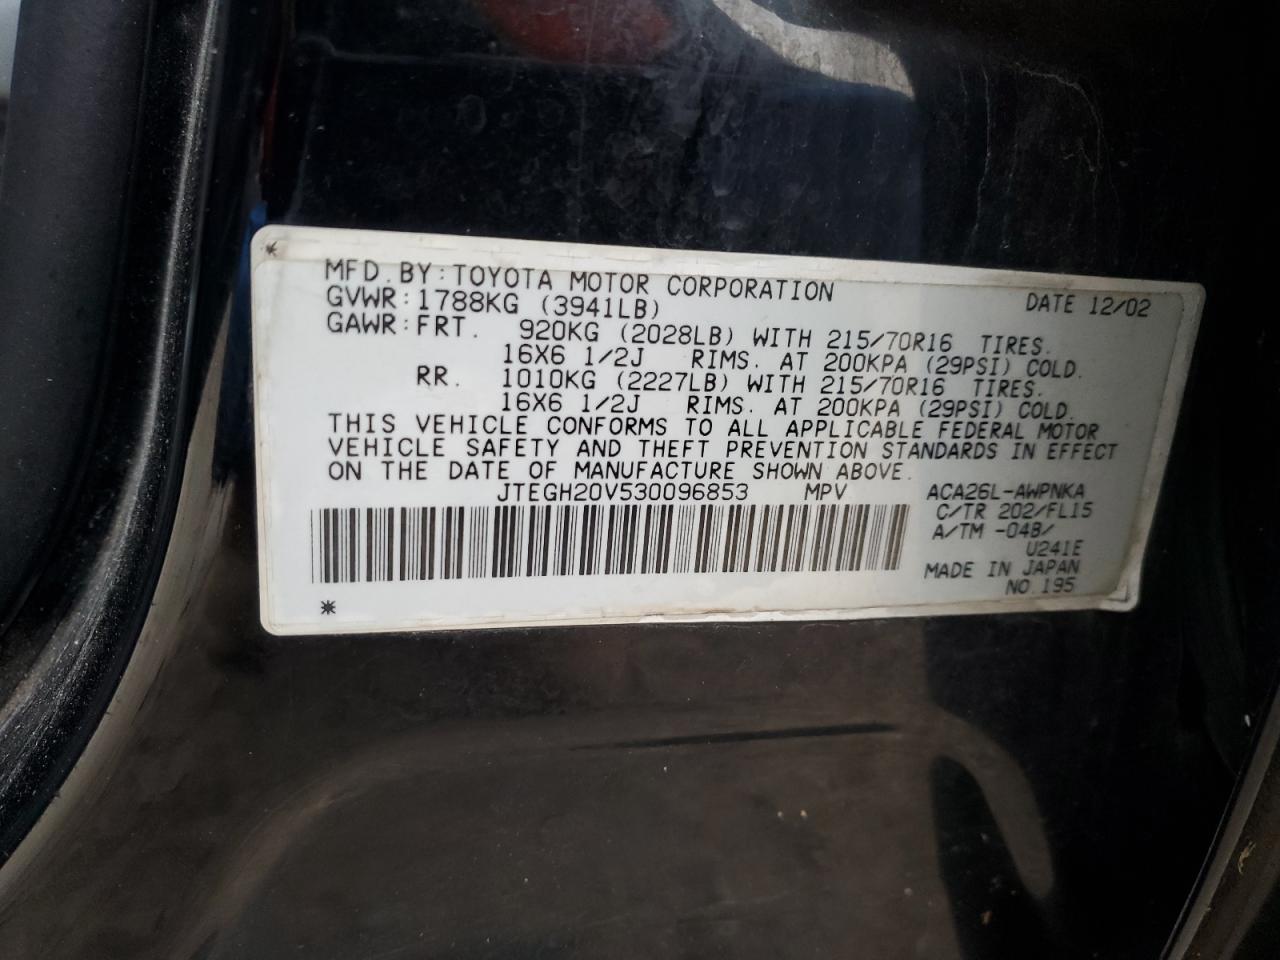 MFD. BY: TOYOTA MOTOR CORPORATION DATE 12/02
GVWR: 1788KG (3941LB)
GAWR: FRT. 920KG (2028LB) WITH 215/70R16 TIRES.
16X6 1/2J RIMS. AT 200KPA (29PSI) COLD.
RR. 1010KG (2227LB) WITH 215/70R16 TIRES.
16X6 1/2J RIMS. AT 200KPA (29PSI) COLD.
THIS VEHICLE CONFORMS TO ALL APPLICABLE FEDERAL MOTOR
VEHICLE SAFETY AND THEFT PREVENTION STANDARDS IN EFFECT
ON THE DATE OF MANUFACTURE SHOWN ABOVE.
JTEGH20V530096853 MPV ACA26L-AWPNKA
C/TR 202/FL15
A/TM -04B/
U241E
MADE IN JAPAN
NO.195